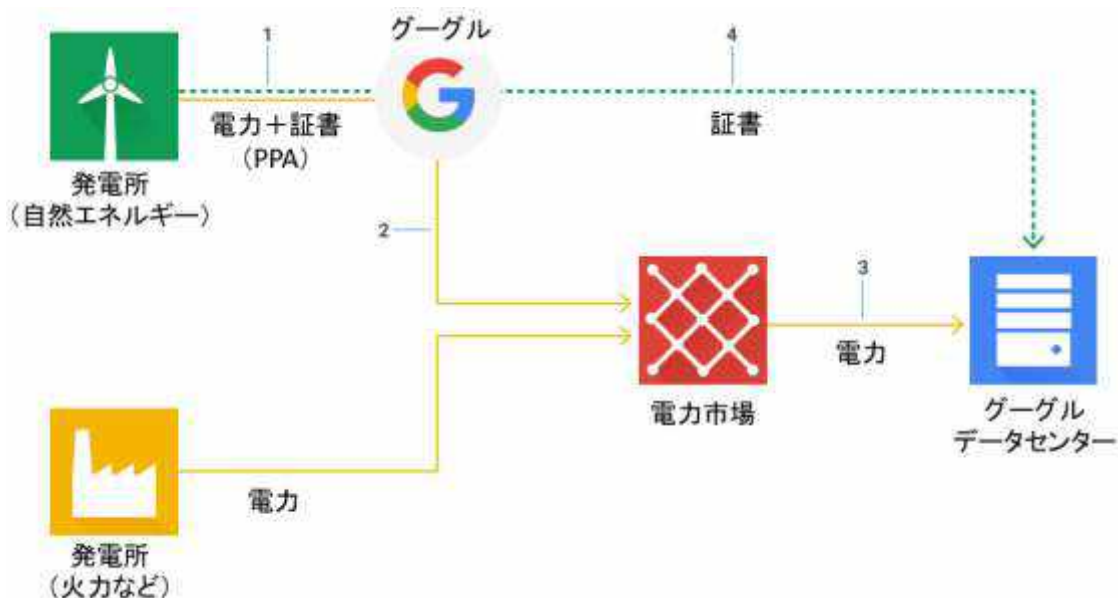 グーグル
1
4
電力＋証書
（PPA）
証書
発電所
（自然エネルギー）
2
3
電力
電力市場
グーグル
データセンター
電力
発電所
（火力など）